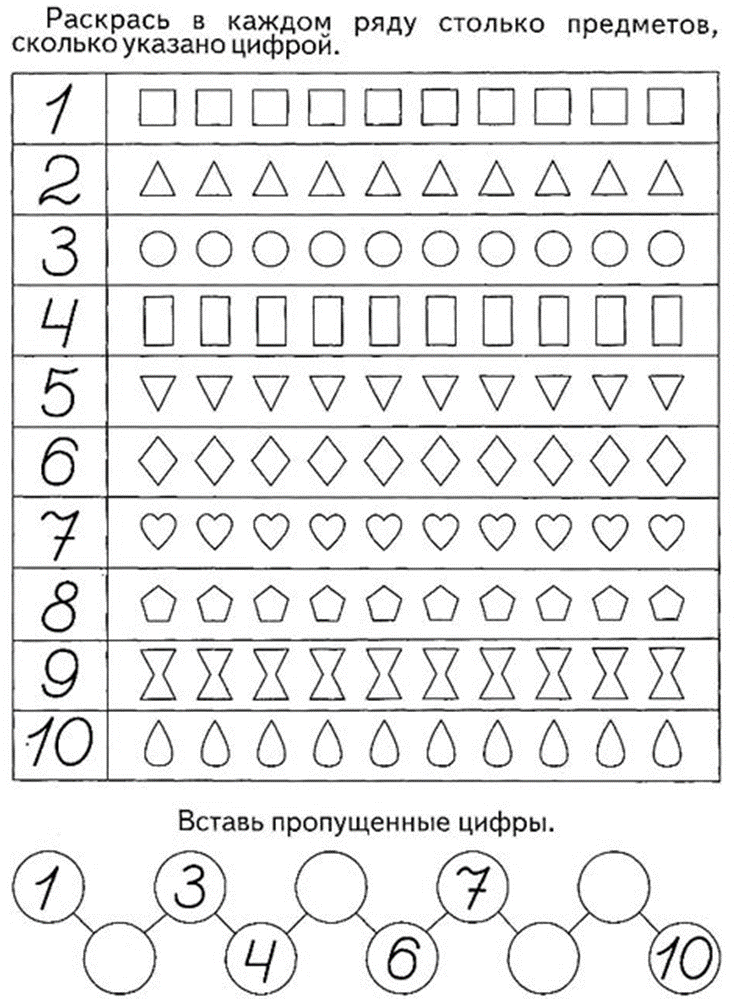 Раскрась в каждом ряду столько предметов,
сколько указано цифрой.
1
2
3
4
5
6
7
8
9
10
Вставь пропущенные цифры.
1 3 7
4 6 10